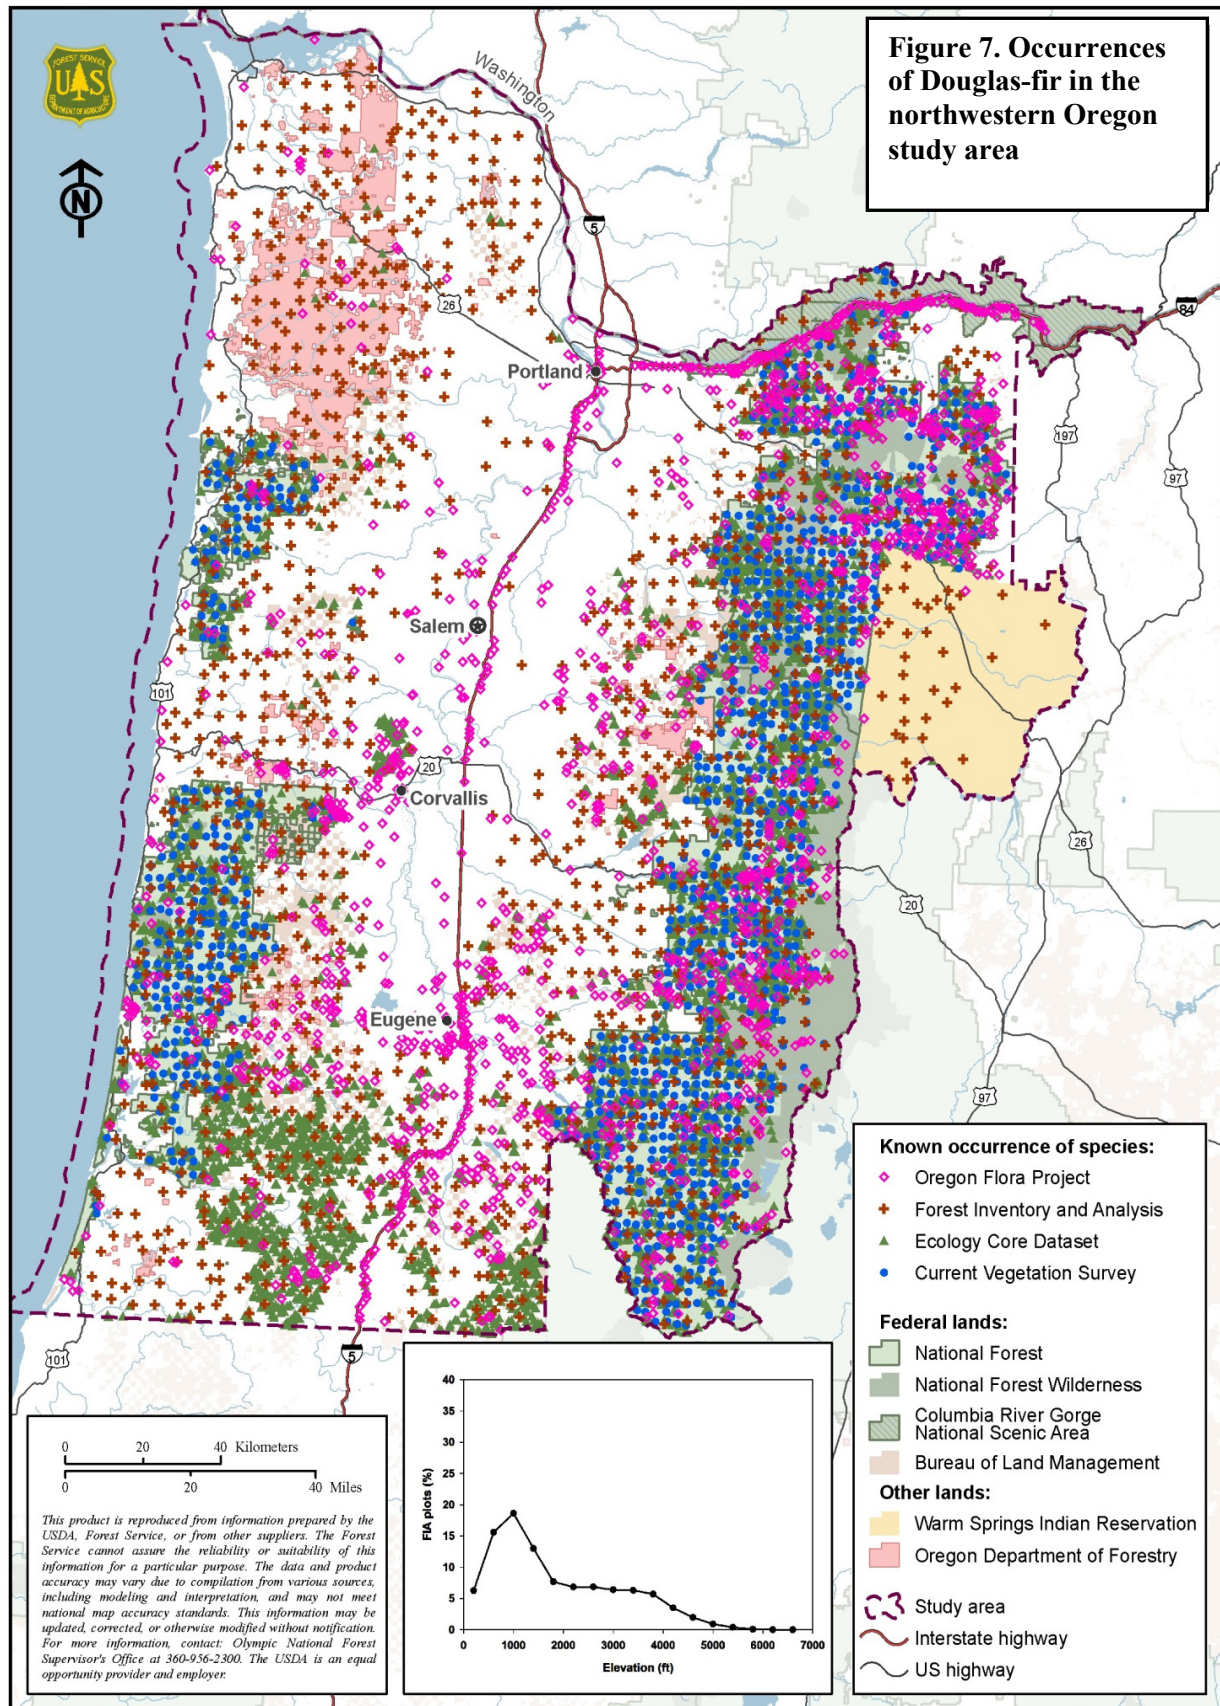 Figure 7. Occurrences
of Douglas-fir in the
northwestern Oregon
study area
FOREST SERVICE
US
DEPARTMENT OF AGRICULTURE
N
Washington
5
26
84
Portland
197
97
Salem
101
20
Corvallis
26
20
Eugene
97
101
5
Known occurrence of species:
Oregon Flora Project
Forest Inventory and Analysis
Ecology Core Dataset
Current Vegetation Survey
Federal lands:
National Forest
National Forest Wilderness
Columbia River Gorge
National Scenic Area
Bureau of Land Management
Other lands:
Warm Springs Indian Reservation
Oregon Department of Forestry
Study area
Interstate highway
US highway
0 20 40 Kilometers
0 20 40 Miles
This product is reproduced from information prepared by the
USDA, Forest Service, or from other suppliers. The Forest
Service cannot assure the reliability or suitability of this
information for a particular purpose. The data and product
accuracy may vary due to compilation from various sources,
including modeling and interpretation, and may not meet
national map accuracy standards. This information may be
updated, corrected, or otherwise modified without notification.
For more information, contact: Olympic National Forest
Supervisor's Office at 360-956-2300. The USDA is an equal
opportunity provider and employer.
FIA plots (%)
40
35
30
25
20
15
10
5
0
0 1000 2000 3000 4000 5000 6000 7000
Elevation (ft)